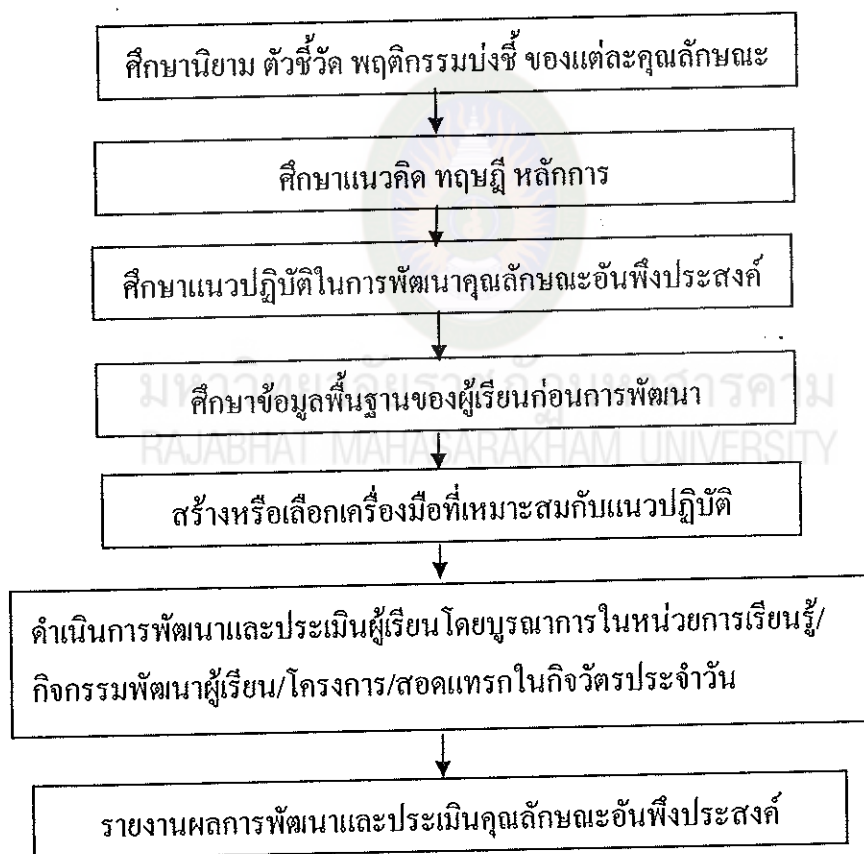 ศึกษานิยาม ตัวชี้วัด พฤติกรรมบ่งชี้ ของแต่ละคุณลักษณะ
ศึกษาแนวคิด ทฤษฎี หลักการ
ศึกษาแนวปฏิบัติในการพัฒนาคุณลักษณะอันพึงประสงค์
มหาวิทยาลัยราชภัฏมหาสารคาม
ศึกษาข้อมูลพื้นฐานของผู้เรียนก่อนการพัฒนา
RAJABHAT MAHASARAKHAM UNIVERSITY
สร้างหรือเลือกเครื่องมือที่เหมาะสมกับแนวปฏิบัติ
ดำเนินการพัฒนาและประเมินผู้เรียนโดยบูรณาการในหน่วยการเรียนรู้/
กิจกรรมพัฒนาผู้เรียน/โครงการ/สอดแทรกในกิจวัตรประจำวัน
รายงานผลการพัฒนาและประเมินคุณลักษณะอันพึงประสงค์